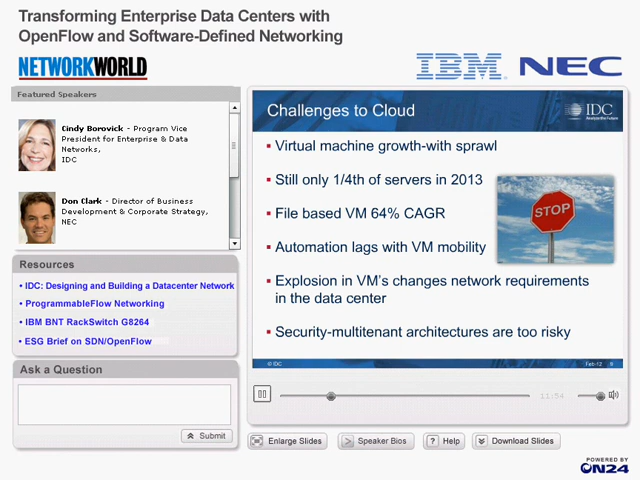 Transforming Enterprise Data Centers with
OpenFlow and Software-Defined Networking
NETWORKWORLD
IBM
NEC
Featured Speakers
Cindy Borovick - Program Vice
President for Enterprise & Data
Networks,
IDC
Don Clark - Director of Business
Development & Corporate Strategy,
NEC
Resources
• IDC: Designing and Building a Datacenter Network
• ProgrammableFlow Networking
• IBM BNT RackSwitch G8264
• ESG Brief on SDN/OpenFlow
Ask a Question
Submit
Challenges to Cloud
IDC
Analyze the Future
Virtual machine growth-with sprawl
Still only 1/4th of servers in 2013
File based VM 64% CAGR
Automation lags with VM mobility
Explosion in VM's changes network requirements
in the data center
Security-multitenant architectures are too risky
STOP
© IDC
Feb-12 8
11:54
Enlarge Slides
Speaker Bios
? Help
Download Slides
POWERED BY
ON24